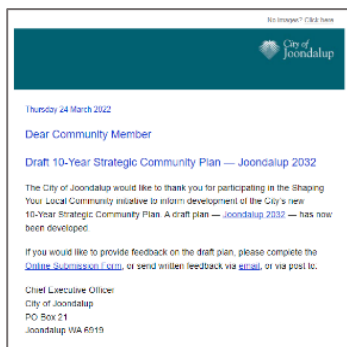 No images? Click here
City of
Joondalup
Thursday 24 March 2022
Dear Community Member
Draft 10-Year Strategic Community Plan — Joondalup 2032
The City of Joondalup would like to thank you for participating in the Shaping
Your Local Community initiative to inform development of the City's new
10-Year Strategic Community Plan. A draft plan — Joondalup 2032 — has now
been developed.
If you would like to provide feedback on the draft plan, please complete the
Online Submission Form, or send written feedback via email, or via post to:
Chief Executive Officer
City of Joondalup
PO Box 21
Joondalup WA 6919